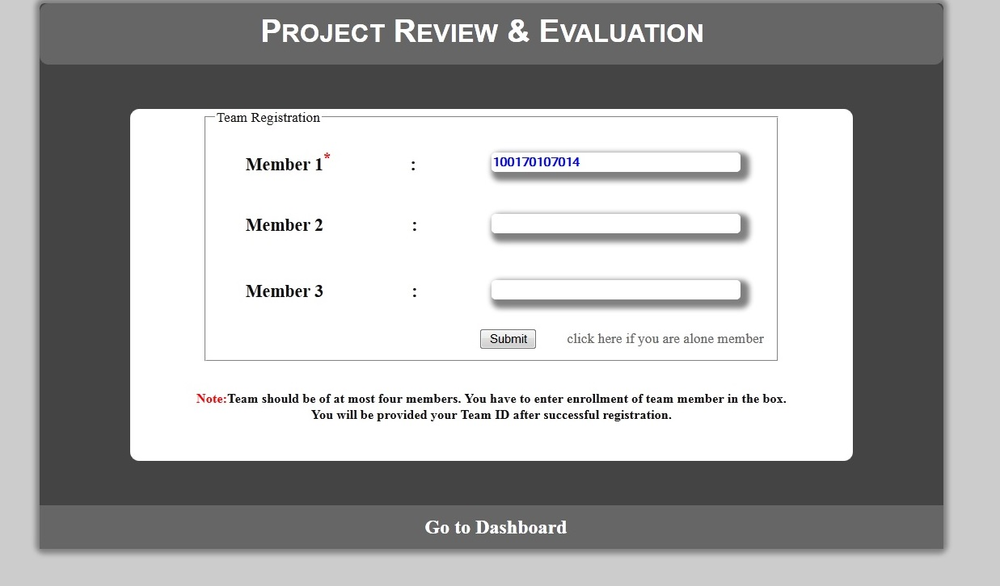 PROJECT REVIEW & EVALUATION
Team Registration
Member 1* : 100170107014
Member 2 :
Member 3 :
Submit click here if you are alone member
Note:Team should be of at most four members. You have to enter enrollment of team member in the box.
You will be provided your Team ID after successful registration.
Go to Dashboard